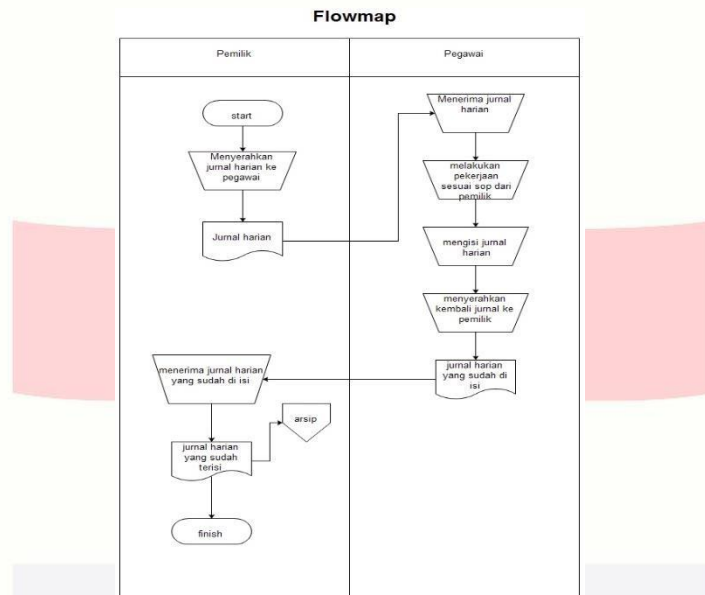 Flowmap
Pemilik
Pegawai
start
Menyerahkan
jurnal harian ke
pegawai
Jurnal harian
Menerima jurnal
harian
melakukan
pekerjaan
sesuai sop dari
pemilik
mengisi jurnal
harian
menyerahkan
kembali jurnal ke
pemilik
jurnal harian
yang sudah di
isi
menerima jurnal harian
yang sudah di isi
arsip
jurnal harian
yang sudah
terisi
finish